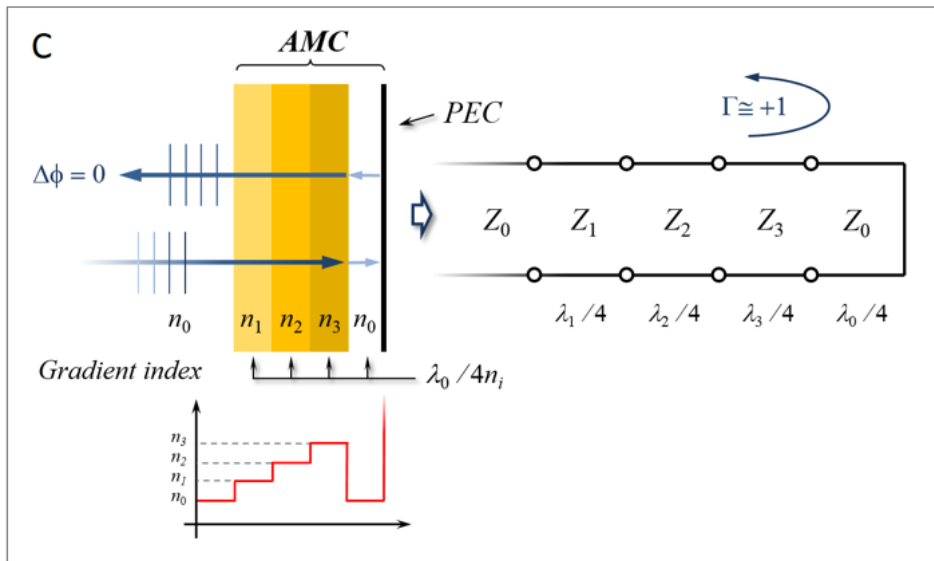 C
AMC
PEC
Γ≅ +1
Δϕ = 0
Z₀ Z₁ Z₂ Z₃ Z₀
n₀ n₁ n₂ n₃ n₀
λ₁/4 λ₂/4 λ₃/4 λ₀/4
Gradient index
λ₀/4nᵢ
n₃
n₂
n₁
n₀